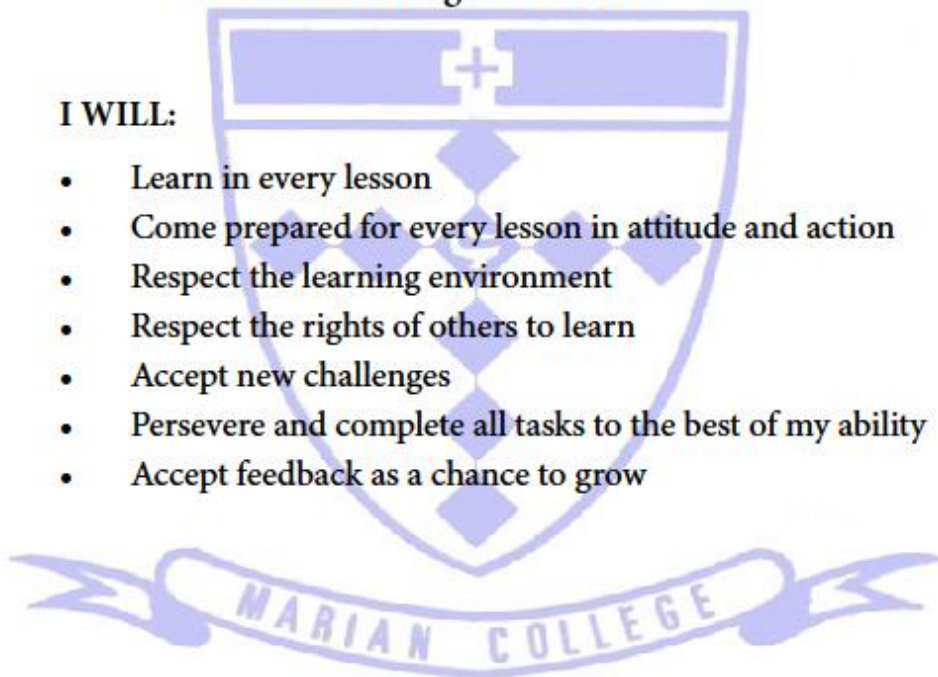 I WILL:
• Learn in every lesson
• Come prepared for every lesson in attitude and action
• Respect the learning environment
• Respect the rights of others to learn
• Accept new challenges
• Persevere and complete all tasks to the best of my ability
• Accept feedback as a chance to grow
MARIAN COLLEGE